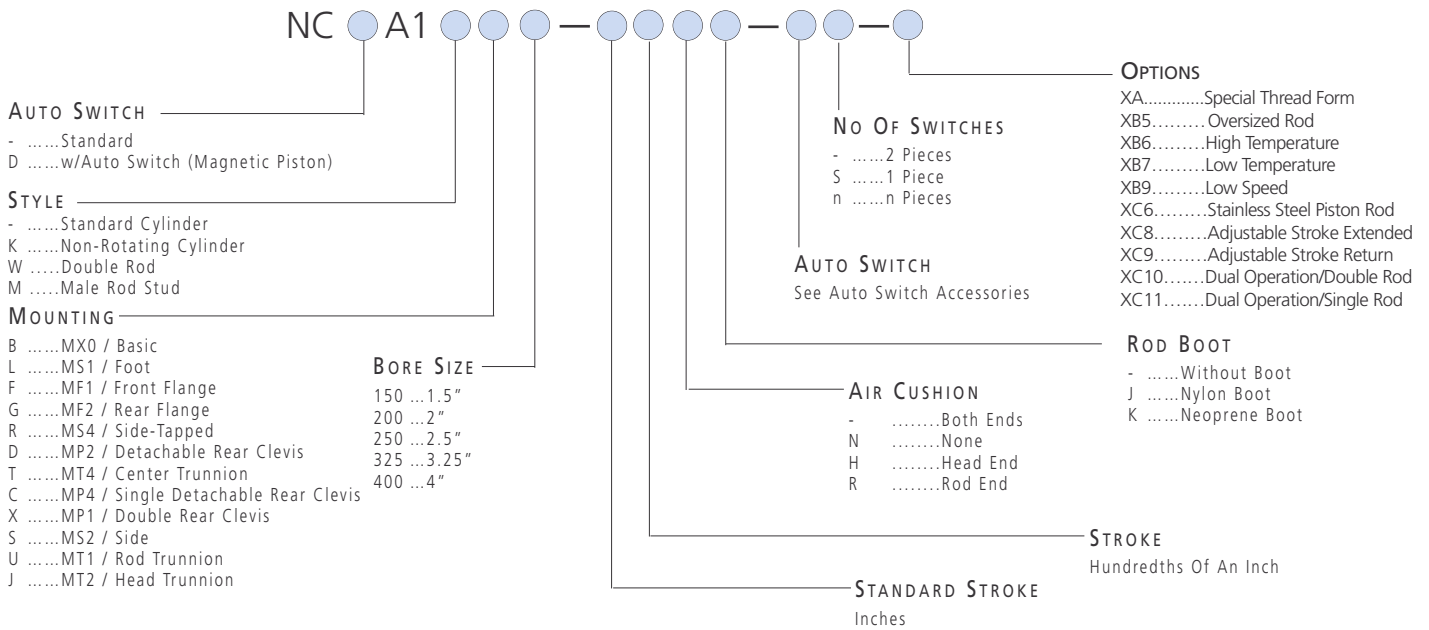 NC A1 — — —
AUTO SWITCH
- ......Standard
D ......w/Auto Switch (Magnetic Piston)
STYLE
- ......Standard Cylinder
K ......Non-Rotating Cylinder
W .....Double Rod
M .....Male Rod Stud
MOUNTING
B ......MX0 / Basic
L ......MS1 / Foot
F ......MF1 / Front Flange
G ......MF2 / Rear Flange
R ......MS4 / Side-Tapped
D ......MP2 / Detachable Rear Clevis
T ......MT4 / Center Trunnion
C ......MP4 / Single Detachable Rear Clevis
X ......MP1 / Double Rear Clevis
S ......MS2 / Side
U ......MT1 / Rod Trunnion
J ......MT2 / Head Trunnion
BORE SIZE
150 ...1.5"
200 ...2"
250 ...2.5"
325 ...3.25"
400 ...4"
STANDARD STROKE
Inches
STROKE
Hundredths Of An Inch
AIR CUSHION
- ........Both Ends
N ........None
H ........Head End
R ........Rod End
ROD BOOT
- ......Without Boot
J ......Nylon Boot
K ......Neoprene Boot
AUTO SWITCH
See Auto Switch Accessories
NO OF SWITCHES
- ......2 Pieces
S ......1 Piece
n ......n Pieces
OPTIONS
XA.............Special Thread Form
XB5.........Oversized Rod
XB6.........High Temperature
XB7.........Low Temperature
XB9.........Low Speed
XC6.........Stainless Steel Piston Rod
XC8.........Adjustable Stroke Extended
XC9.........Adjustable Stroke Return
XC10.......Dual Operation/Double Rod
XC11.......Dual Operation/Single Rod